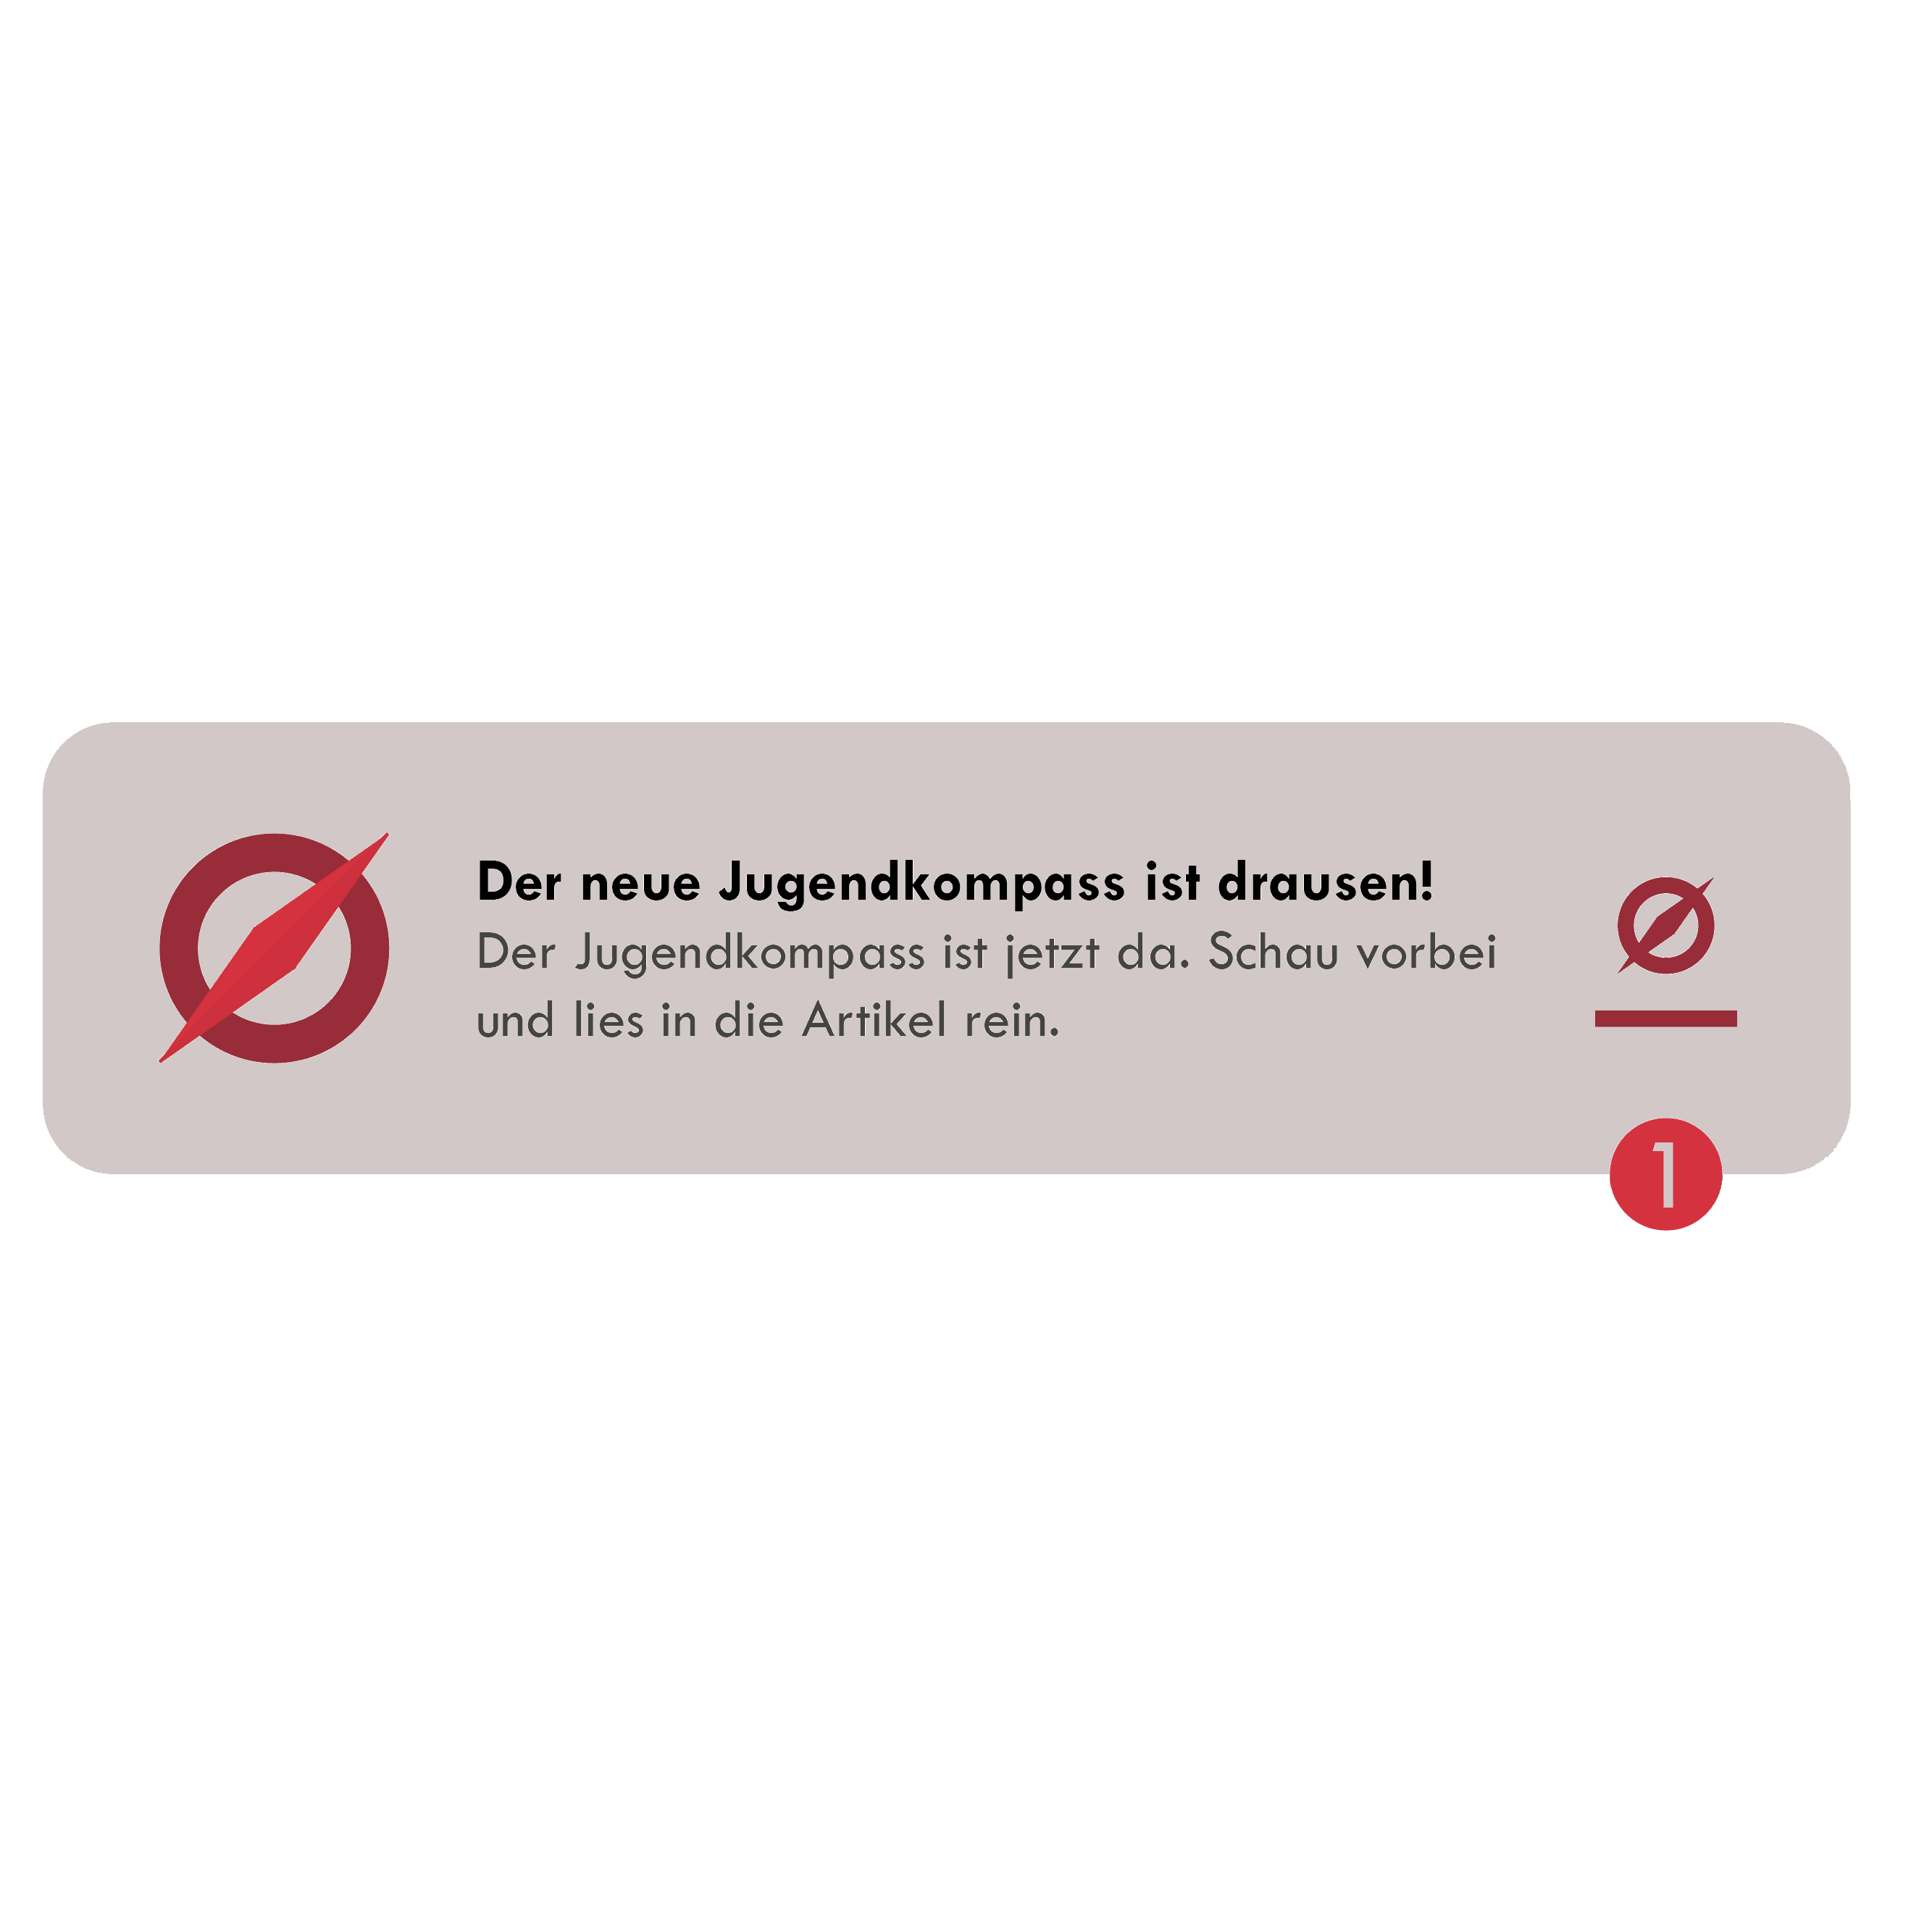 Der neue Jugendkompass ist drausen!
Der Jugendkompass ist jetzt da. Schau vorbei
und lies in die Artikel rein.
1